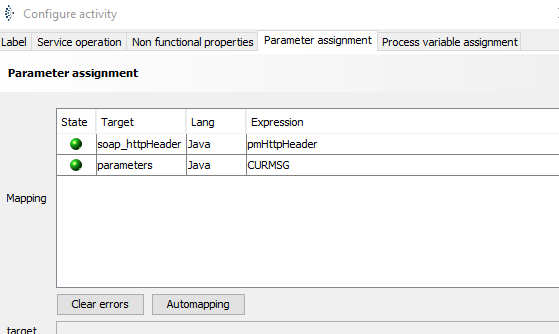 Configure activity
Label Service operation Non functional properties Parameter assignment Process variable assignment
Parameter assignment
State Target Lang Expression
soap_httpHeader Java pmHttpHeader
parameters Java CURMSG
Mapping
Clear errors Automapping
target